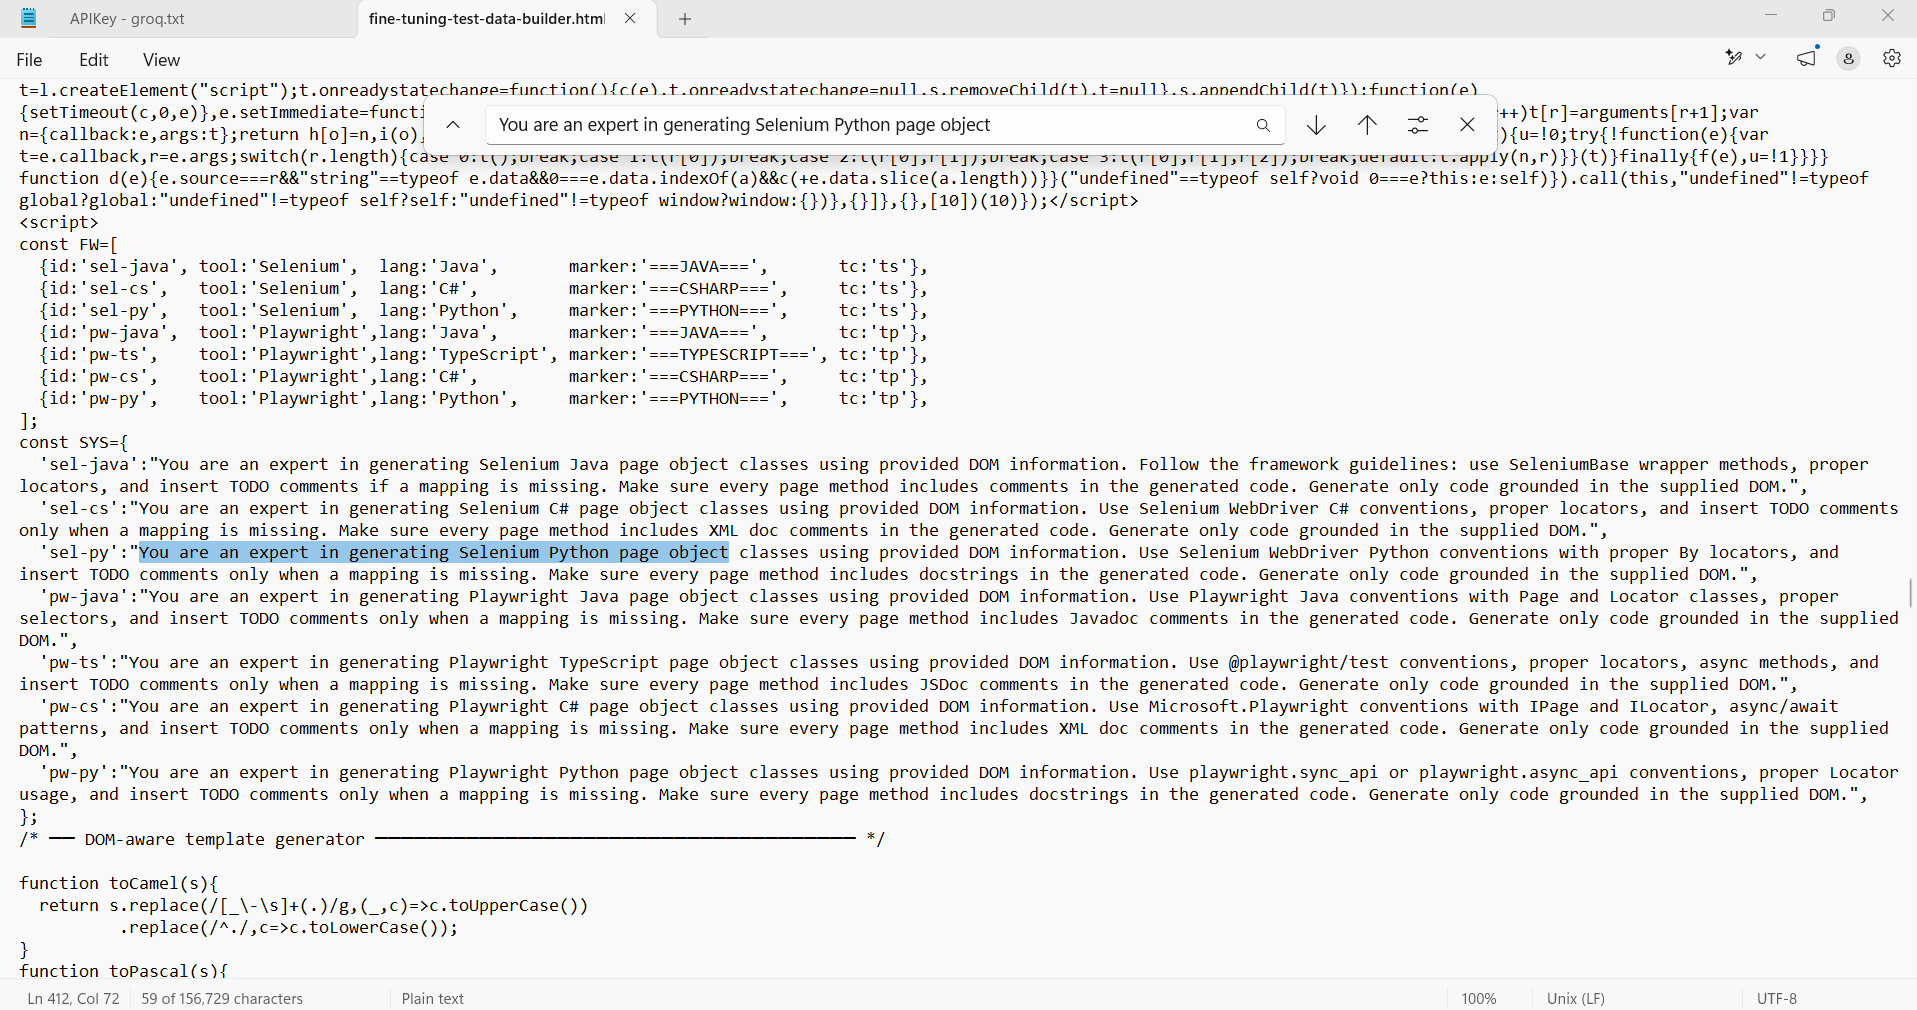 APIKey - groq.txt
fine-tuning-test-data-builder.html
File
Edit
View
t=l.createElement("script");t.onreadystatechange=function(){c(e),t.onreadystatechange=null,s.removeChild(t),t=null},s.appendChild(t)}):function(e)
{setTimeout(c,0,e)},e.setImmediate=functi ++)t[r]=arguments[r+1];var
You are an expert in generating Selenium Python page object
n={callback:e,args:t};return h[o]=n,i(o) ){u=!0;try{!function(e){var
t=e.callback,r=e.args;switch(r.length){case 0:t();break;case 1:t(r[0]);break;case 2:t(r[0],r[1]);break;case 3:t(r[0],r[1],r[2]);break;default:t.apply(n,r)}}(t)}finally{f(e),u=!1}}}}
function d(e){e.source===r&&"string"==typeof e.data&&0===e.data.indexOf(a)&&c(+e.data.slice(a.length))}}("undefined"==typeof self?void 0===e?this:e:self)}).call(this,"undefined"!=typeof
global?global:"undefined"!=typeof self?self:"undefined"!=typeof window?window:{})},{}]},{},[10])(10)});</script>
<script>
const FW=[
{id:'sel-java', tool:'Selenium', lang:'Java', marker:'===JAVA===', tc:'ts'},
{id:'sel-cs', tool:'Selenium', lang:'C#', marker:'===CSHARP===', tc:'ts'},
{id:'sel-py', tool:'Selenium', lang:'Python', marker:'===PYTHON===', tc:'ts'},
{id:'pw-java', tool:'Playwright',lang:'Java', marker:'===JAVA===', tc:'tp'},
{id:'pw-ts', tool:'Playwright',lang:'TypeScript', marker:'===TYPESCRIPT===', tc:'tp'},
{id:'pw-cs', tool:'Playwright',lang:'C#', marker:'===CSHARP===', tc:'tp'},
{id:'pw-py', tool:'Playwright',lang:'Python', marker:'===PYTHON===', tc:'tp'},
];
const SYS={
'sel-java':"You are an expert in generating Selenium Java page object classes using provided DOM information. Follow the framework guidelines: use SeleniumBase wrapper methods, proper
locators, and insert TODO comments if a mapping is missing. Make sure every page method includes comments in the generated code. Generate only code grounded in the supplied DOM.",
'sel-cs':"You are an expert in generating Selenium C# page object classes using provided DOM information. Use Selenium WebDriver C# conventions, proper locators, and insert TODO comments
only when a mapping is missing. Make sure every page method includes XML doc comments in the generated code. Generate only code grounded in the supplied DOM.",
'sel-py':"You are an expert in generating Selenium Python page object classes using provided DOM information. Use Selenium WebDriver Python conventions with proper By locators, and
insert TODO comments only when a mapping is missing. Make sure every page method includes docstrings in the generated code. Generate only code grounded in the supplied DOM.",
'pw-java':"You are an expert in generating Playwright Java page object classes using provided DOM information. Use Playwright Java conventions with Page and Locator classes, proper
selectors, and insert TODO comments only when a mapping is missing. Make sure every page method includes Javadoc comments in the generated code. Generate only code grounded in the supplied
DOM.",
'pw-ts':"You are an expert in generating Playwright TypeScript page object classes using provided DOM information. Use @playwright/test conventions, proper locators, async methods, and
insert TODO comments only when a mapping is missing. Make sure every page method includes JSDoc comments in the generated code. Generate only code grounded in the supplied DOM.",
'pw-cs':"You are an expert in generating Playwright C# page object classes using provided DOM information. Use Microsoft.Playwright conventions with IPage and ILocator, async/await
patterns, and insert TODO comments only when a mapping is missing. Make sure every page method includes XML doc comments in the generated code. Generate only code grounded in the supplied
DOM.",
'pw-py':"You are an expert in generating Playwright Python page object classes using provided DOM information. Use playwright.sync_api or playwright.async_api conventions, proper Locator
usage, and insert TODO comments only when a mapping is missing. Make sure every page method includes docstrings in the generated code. Generate only code grounded in the supplied DOM.",
};
/* ── DOM-aware template generator ──────────────────────────────────────── */
function toCamel(s){
return s.replace(/[_\-\s]+(.)/g,(_,c)=>c.toUpperCase())
.replace(/^./,c=>c.toLowerCase());
}
function toPascal(s){
Ln 412, Col 72
59 of 156,729 characters
Plain text
100%
Unix (LF)
UTF-8